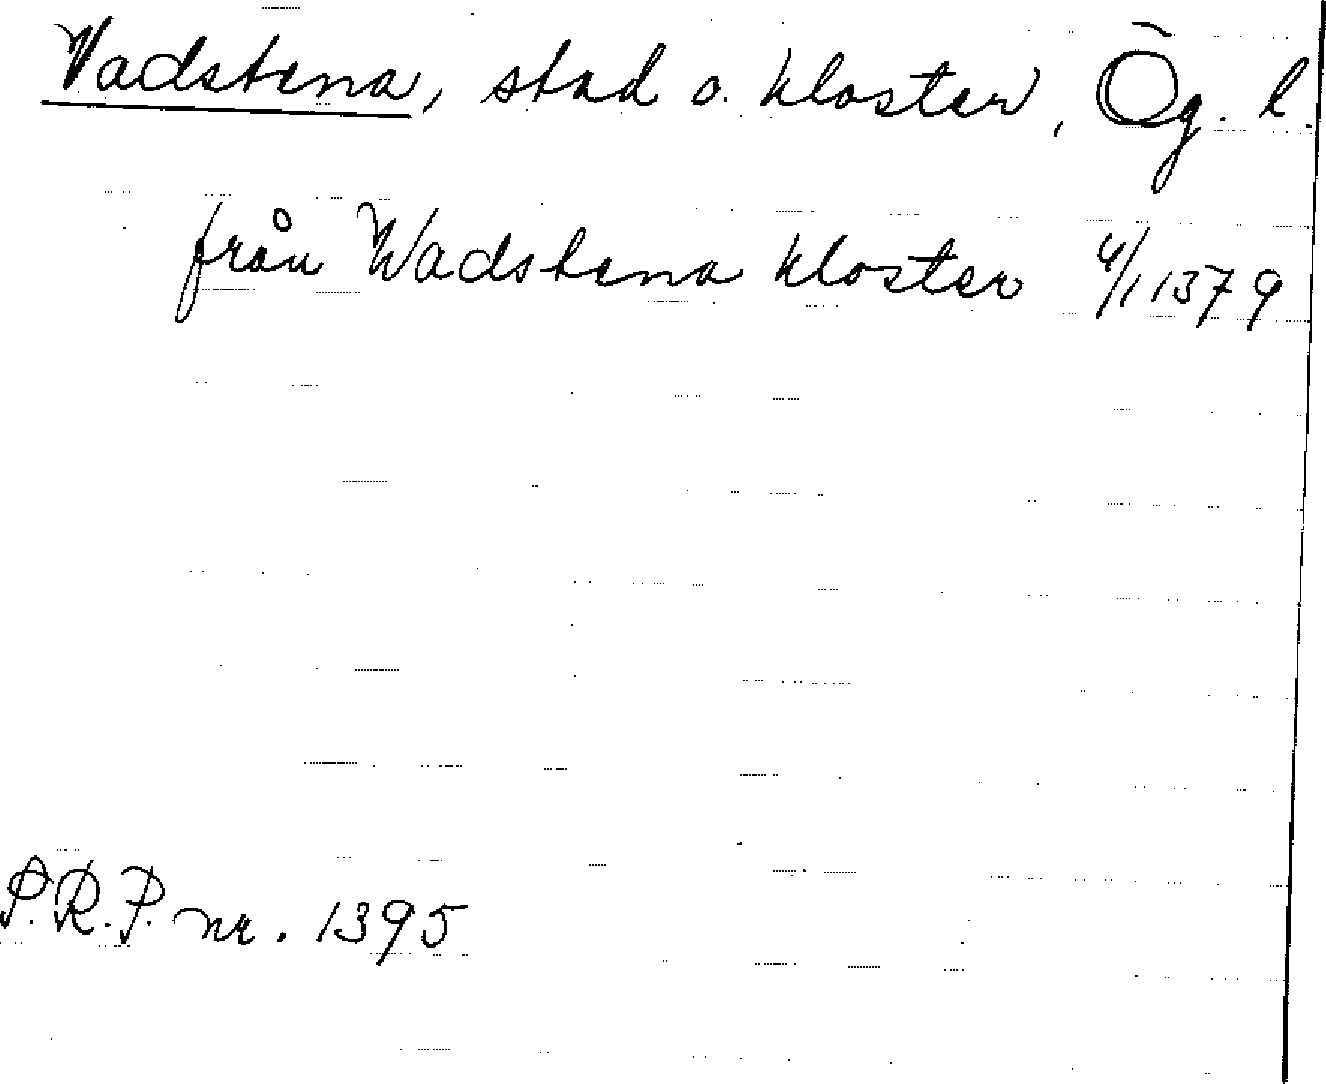 Vadstena, stad o. kloster, Ög. l.
från Wadstena kloster 4/1 1379
P.R.P. nr. 1395